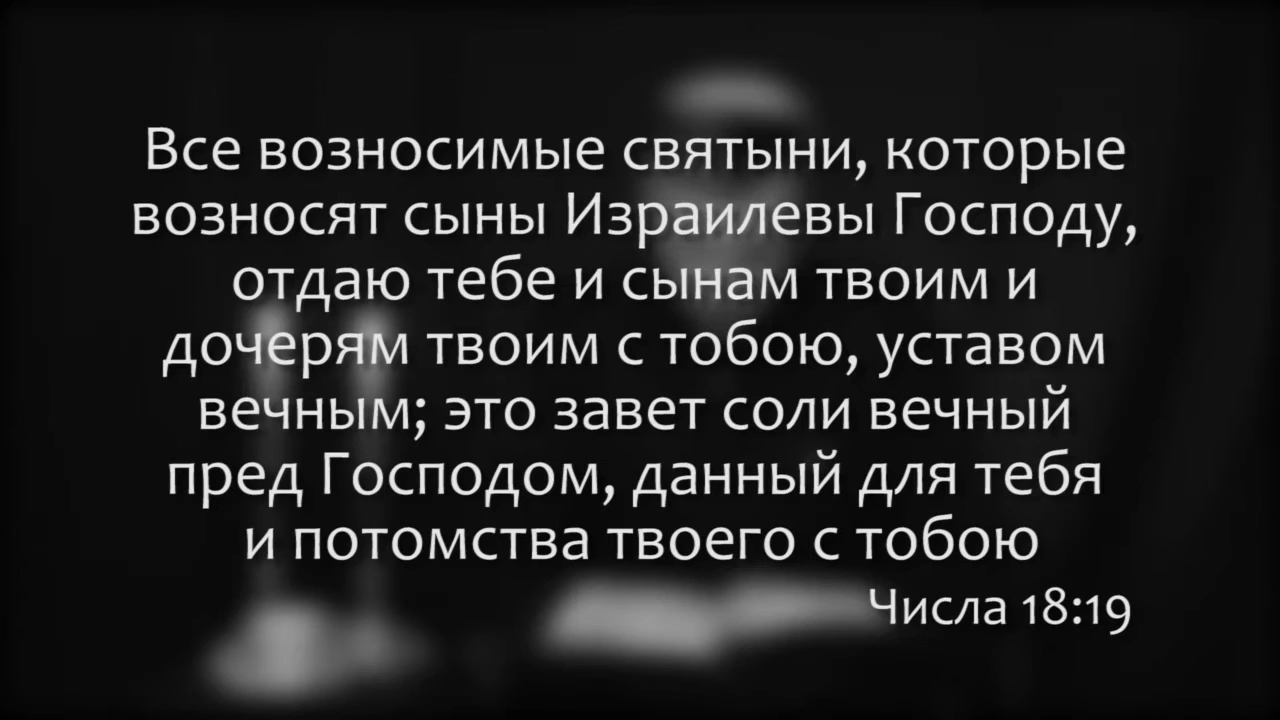 Все возносимые святыни, которые
возносят сыны Израилевы Господу,
отдаю тебе и сынам твоим и
дочерям твоим с тобою, уставом
вечным; это завет соли вечный
пред Господом, данный для тебя
и потомства твоего с тобою
Числа 18:19